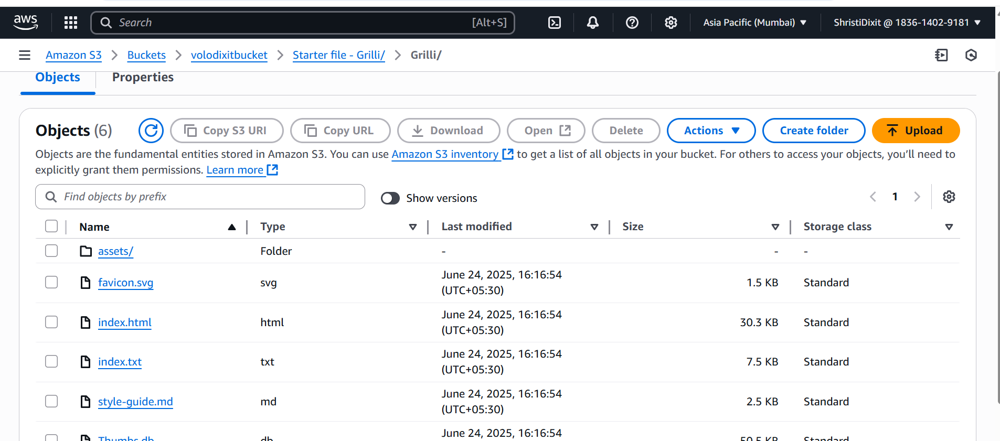 aws
Search [Alt+S] Asia Pacific (Mumbai) ShristiDixit @ 1836-1402-9181
Amazon S3 Buckets volodixitbucket Starter file - Grilli/ Grilli/
Objects Properties
Objects (6) Copy S3 URI Copy URL Download Open Delete Actions Create folder Upload
Objects are the fundamental entities stored in Amazon S3. You can use Amazon S3 inventory to get a list of all objects in your bucket. For others to access your objects, you’ll need to
explicitly grant them permissions. Learn more
Find objects by prefix Show versions 1
Name Type Last modified Size Storage class
assets/ Folder - - -
favicon.svg svg June 24, 2025, 16:16:54 (UTC+05:30) 1.5 KB Standard
index.html html June 24, 2025, 16:16:54 (UTC+05:30) 30.3 KB Standard
index.txt txt June 24, 2025, 16:16:54 (UTC+05:30) 7.5 KB Standard
style-guide.md md June 24, 2025, 16:16:54 (UTC+05:30) 2.5 KB Standard
Thumbs.db db June 24, 2025, 16:16:54 50.5 KB Standard